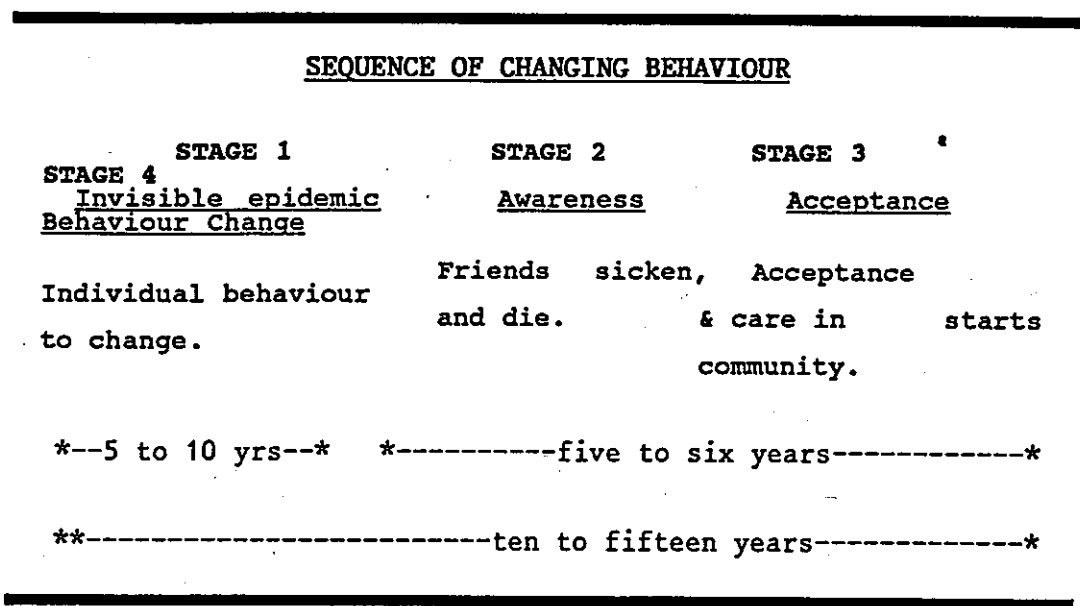 SEQUENCE OF CHANGING BEHAVIOUR
STAGE 1 STAGE 2 STAGE 3
STAGE 4
Invisible epidemic Awareness Acceptance
Behaviour Change
Friends sicken, Acceptance
Individual behaviour
and die. & care in starts
to change.
community.
*--5 to 10 yrs--* *----------five to six years------------*
**--------------------------ten to fifteen years-------------*